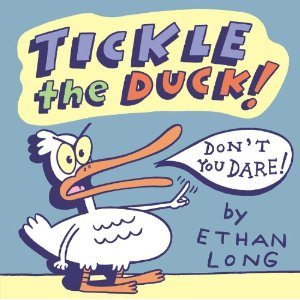 TICKLE
the DUCK!
DON'T
YOU DARE!
by
ETHAN
LONG